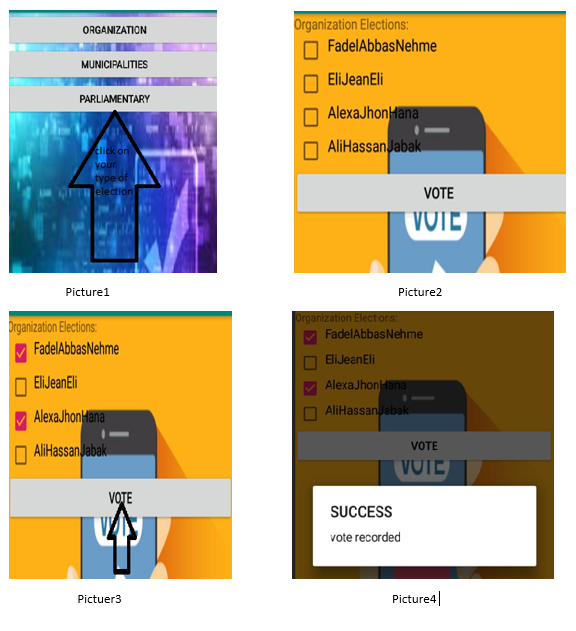 ORGANIZATION
MUNICIPALITIES
PARLIAMENTARY
click on
your
type of
election
Picture1
Organization Elections:
FadelAbbasNehme
EliJeanEli
AlexaJhonHana
AliHassanJabak
VOTE
VOTE
Picture2
Organization Elections:
FadelAbbasNehme
EliJeanEli
AlexaJhonHana
AliHassanJabak
VOTE
VOTE
Pictuer3
Organization Elections:
FadelAbbasNehme
EliJeanEli
AlexaJhonHana
AliHassanJabak
VOTE
VOTE
SUCCESS
vote recorded
Picture4